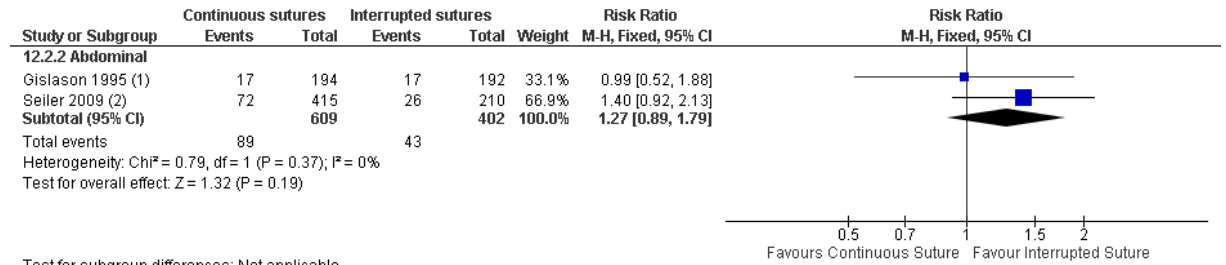 Continuous sutures Interrupted sutures Risk Ratio Risk Ratio
Study or Subgroup Events Total Events Total Weight M-H, Fixed, 95% CI M-H, Fixed, 95% CI
12.2.2 Abdominal
Gislason 1995 (1) 17 194 17 192 33.1% 0.99 [0.52, 1.88]
Seiler 2009 (2) 72 415 26 210 66.9% 1.40 [0.92, 2.13]
Subtotal (95% CI) 609 402 100.0% 1.27 [0.89, 1.79]
Total events 89 43
Heterogeneity: Chi² = 0.79, df = 1 (P = 0.37); I² = 0%
Test for overall effect: Z = 1.32 (P = 0.19)
0.5 0.7 1 1.5 2
Favours Continuous Suture Favour Interrupted Suture
Test for subgroup differences: Not applicable